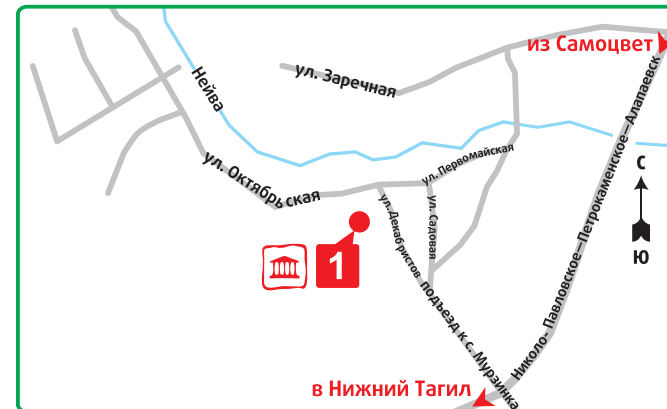 из Самоцвет
ул. Заречная
Нейва
ул. Октябрьская
ул. Первомайская
ул. Садовая
ул. Декабристов
подъезд к с. Мурзинка
Николо-Павловское—Петрокаменское—Алапаевск
С
Ю
1
в Нижний Тагил